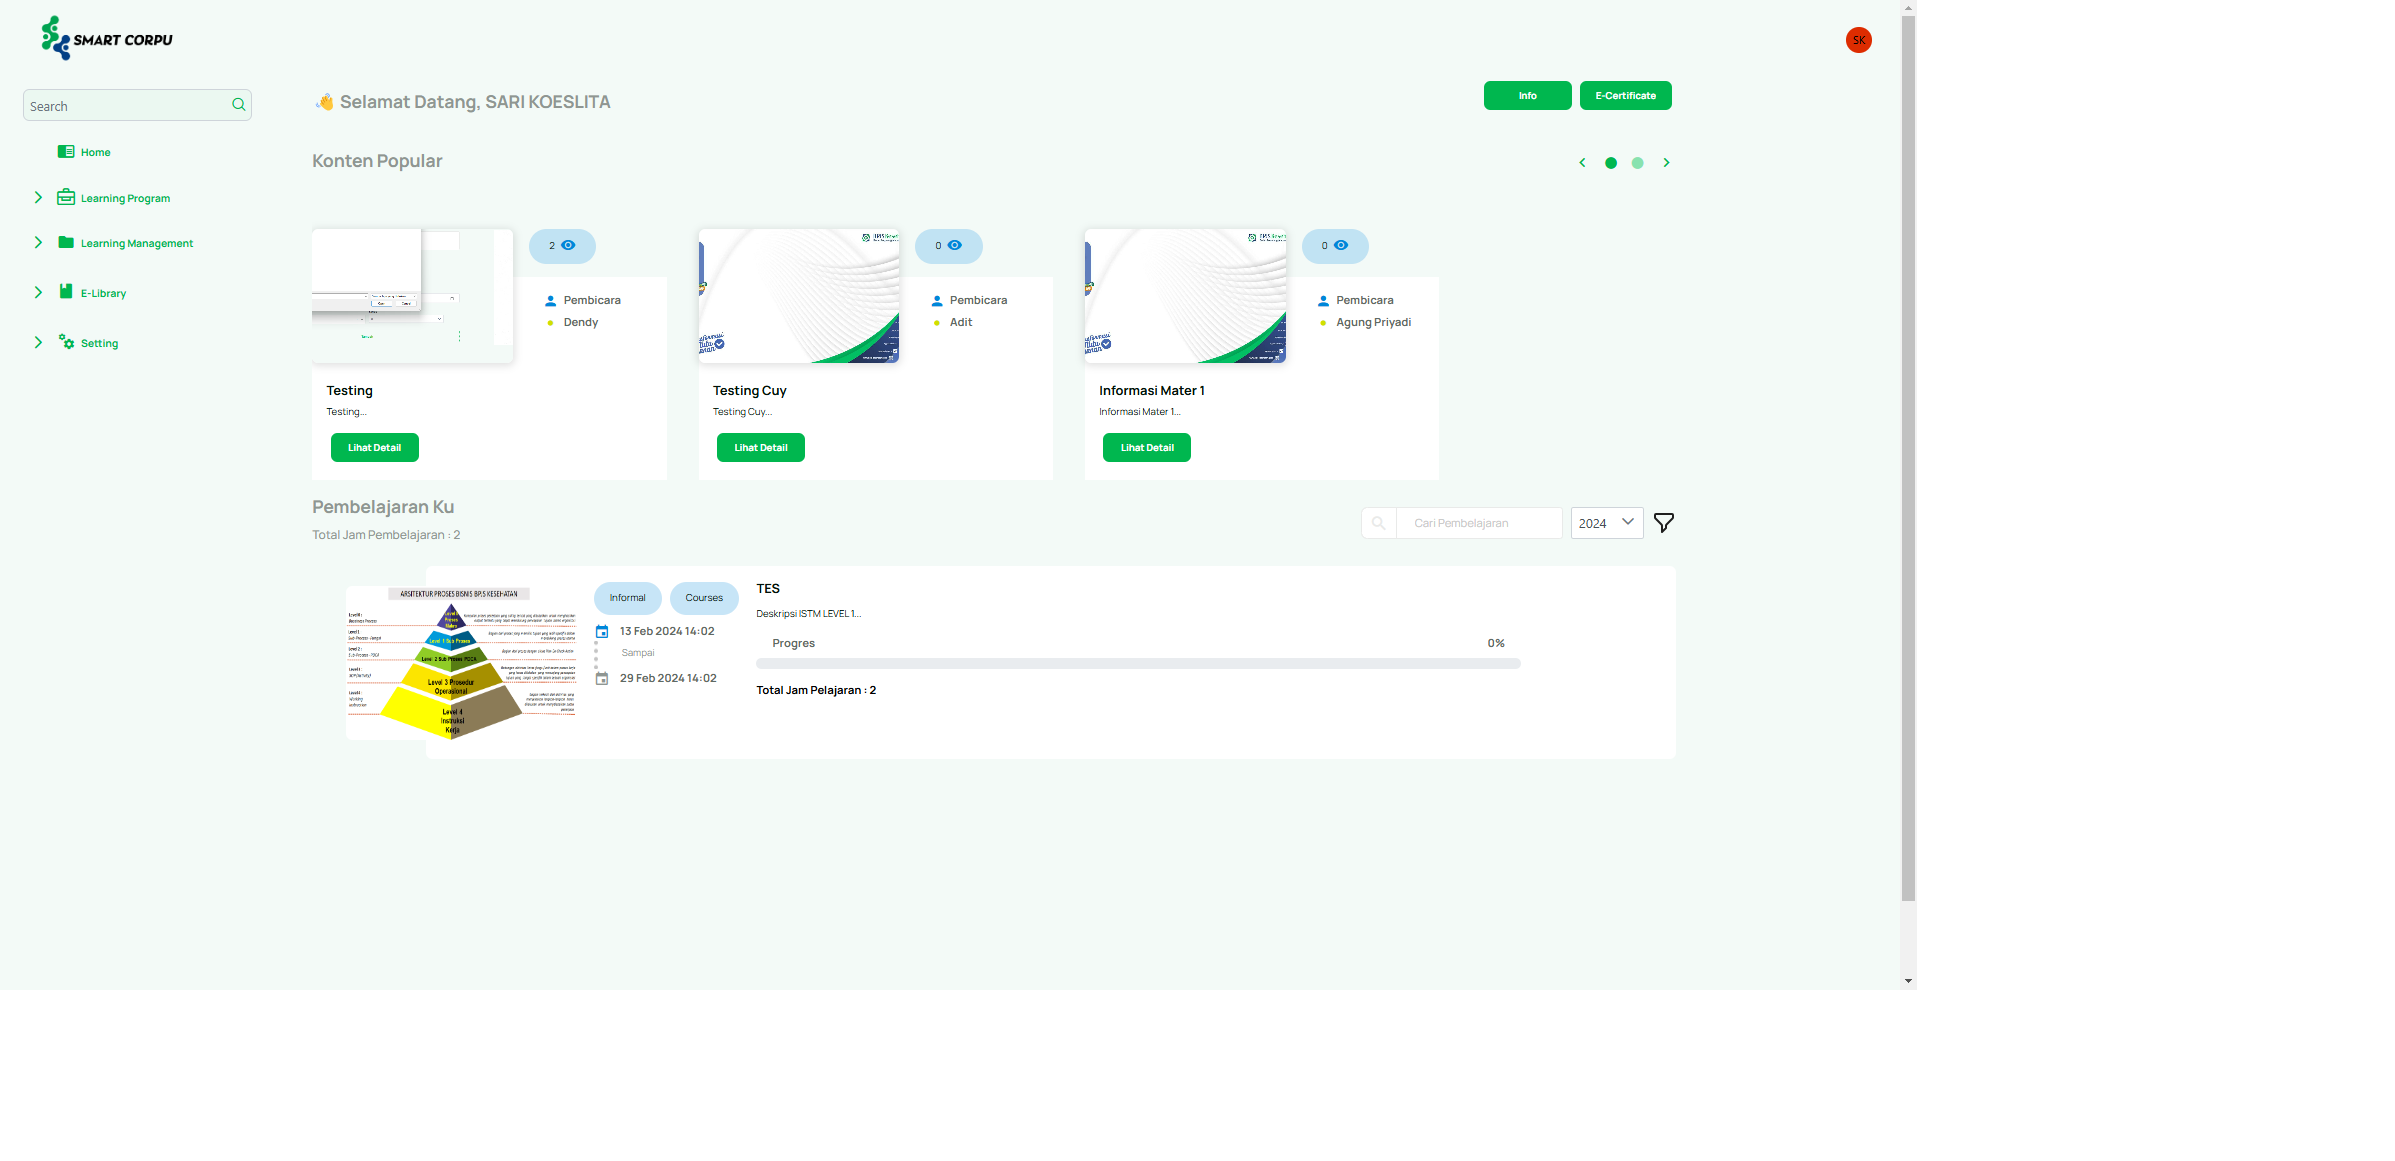 SMART CORPU
SK
Search
Home
Learning Program
Learning Management
E-Library
Setting
Selamat Datang, SARI KOESLITA
Info
E-Certificate
Konten Popular
2
Pembicara
Dendy
Testing
Testing...
Lihat Detail
0
Pembicara
Adit
Testing Cuy
Testing Cuy...
Lihat Detail
0
Pembicara
Agung Priyadi
Informasi Mater 1
Informasi Mater 1...
Lihat Detail
Pembelajaran Ku
Total Jam Pembelajaran : 2
Cari Pembelajaran
2024
ARSITEKTUR PROSES BISNIS BPJS KESEHATAN
Level 1 Sub Proses
Level 2 Sub Proses PDCA
Level 3 Prosedur
Operasional
Level 4
Instruksi
Kerja
Informal
Courses
13 Feb 2024 14:02
Sampai
29 Feb 2024 14:02
TES
Deskripsi ISTM LEVEL 1...
Progres
0%
Total Jam Pelajaran : 2